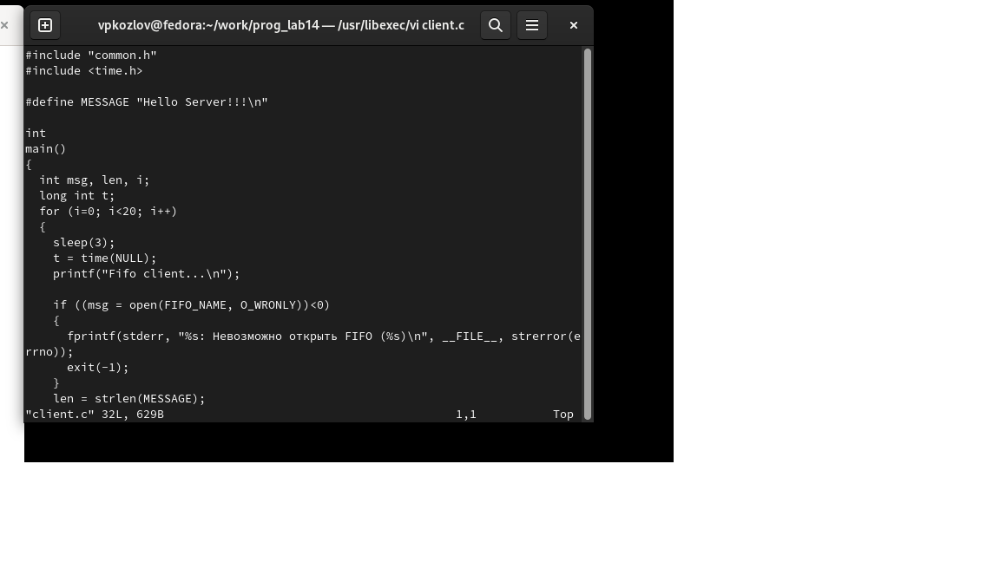 vpkozlov@fedora:~/work/prog_lab14 — /usr/libexec/vi client.c
#include "common.h"
#include <time.h>
#define MESSAGE "Hello Server!!!\n"
int
main()
{
  int msg, len, i;
  long int t;
  for (i=0; i<20; i++)
  {
    sleep(3);
    t = time(NULL);
    printf("Fifo client...\n");
    if ((msg = open(FIFO_NAME, O_WRONLY))<0)
    {
      fprintf(stderr, "%s: Невозможно открыть FIFO (%s)\n", __FILE__, strerror(e
rrno));
      exit(-1);
    }
    len = strlen(MESSAGE);
"client.c" 32L, 629B 1,1 Top